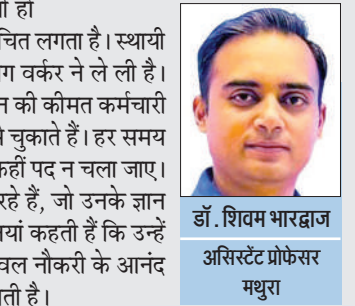 हो
चित लगता है। स्थायी
ग वर्कर ने ले ली है।
न की कीमत कर्मचारी
चुकाते हैं। हर समय
कहीं पद न चला जाए।
रहे हैं, जो उनके ज्ञान
यां कहती हैं कि उन्हें
वल नौकरी के आनंद
ती है।
डॉ. शिवम भारद्वाज
असिस्टेंट प्रोफेसर
मथुरा